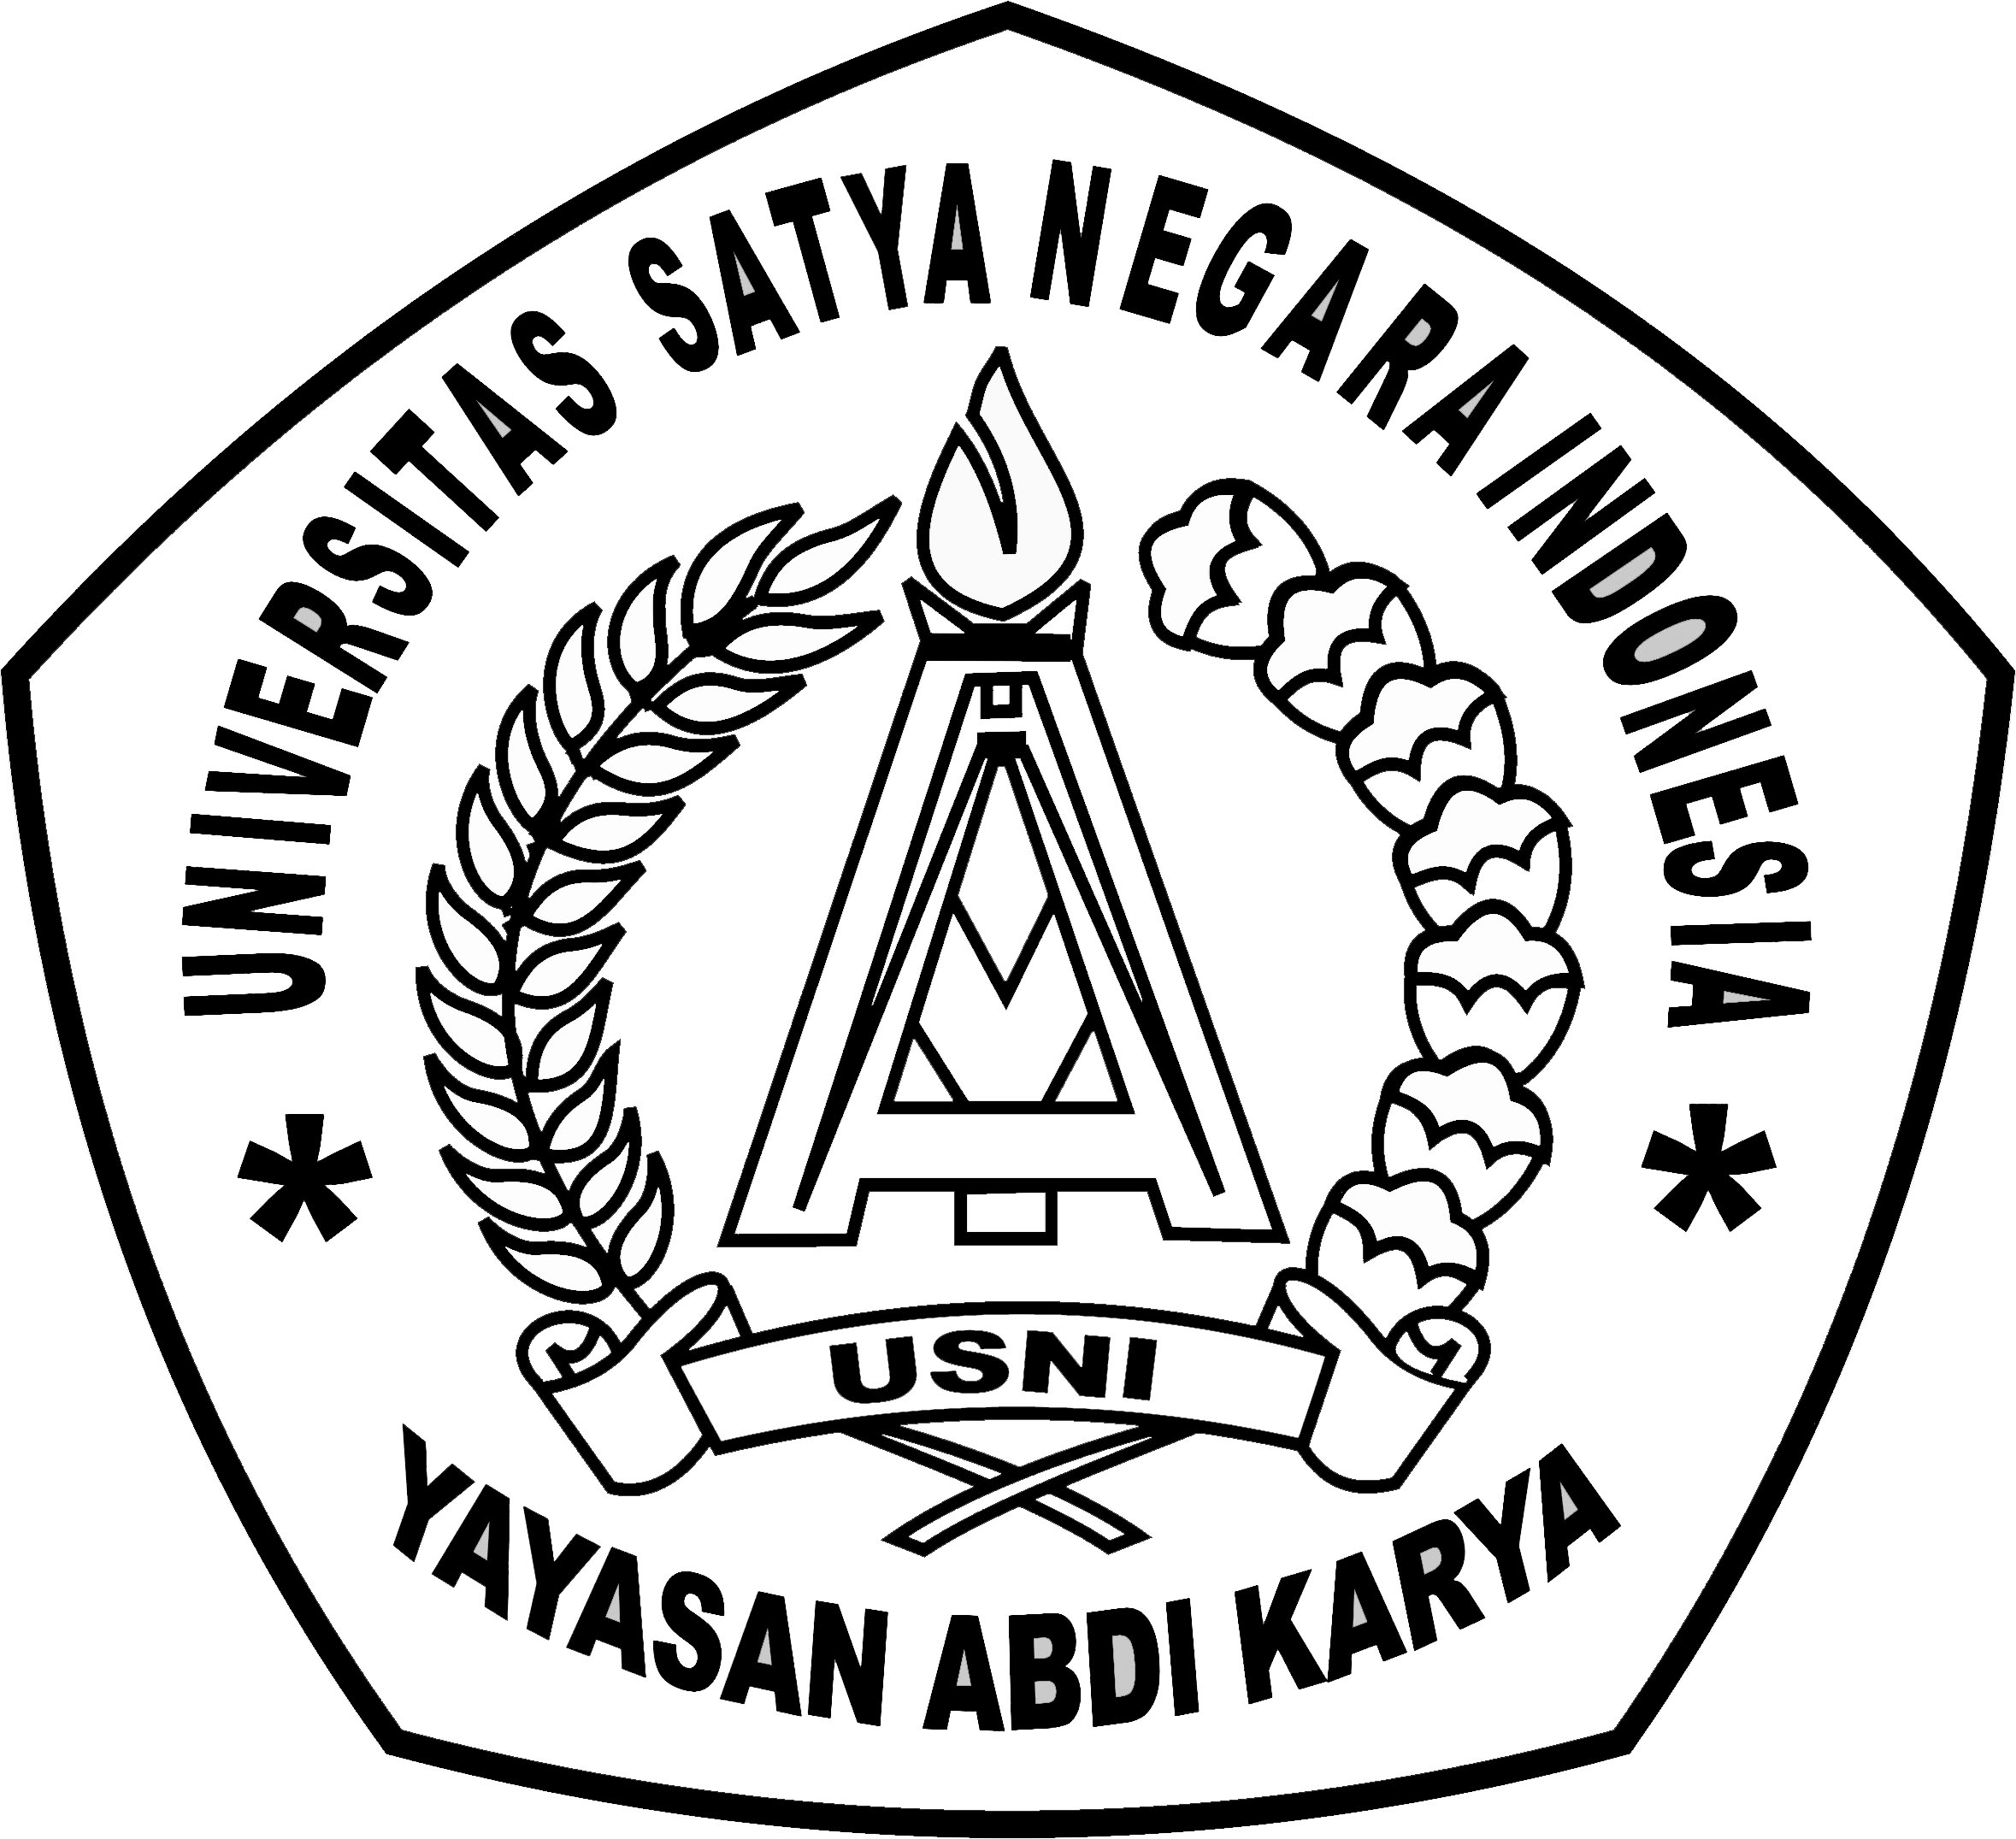 UNIVERSITAS SATYA NEGARA INDONESIA
USNI
* YAYASAN ABDI KARYA *